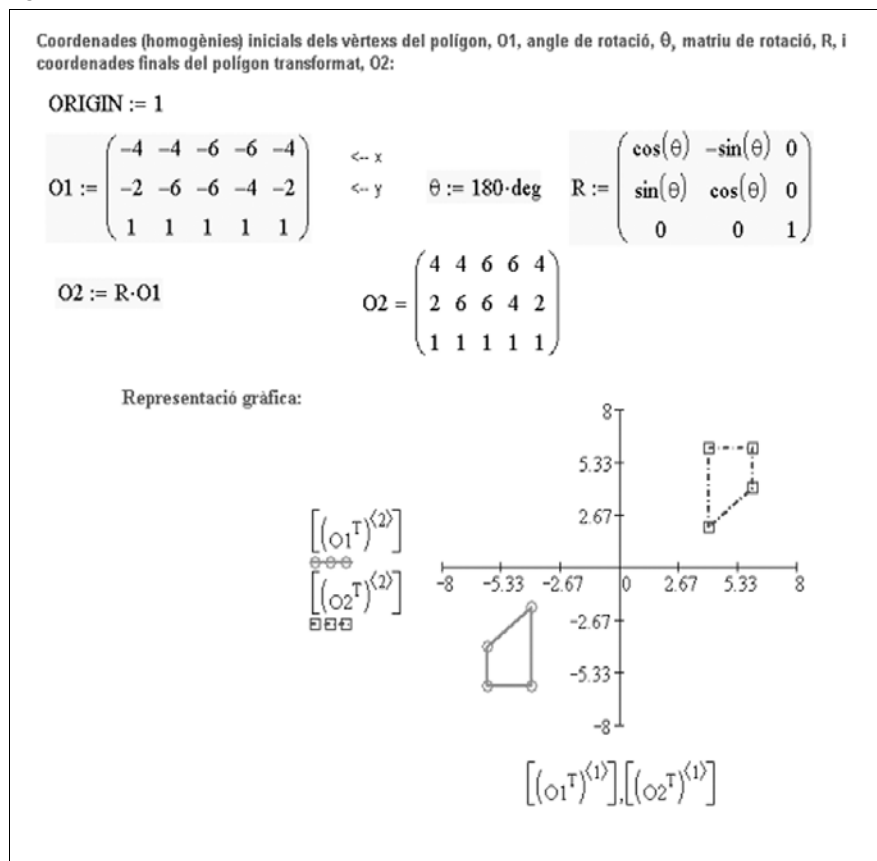 Coordenades (homogènies) inicials dels vèrtexs del polígon, O1, angle de rotació, θ, matriu de rotació, R, i
coordenades finals del polígon transformat, O2:
ORIGIN := 1
O1 := ( -4 -4 -6 -6 -4
-2 -6 -6 -4 -2
1 1 1 1 1 )
<-- x
<-- y
θ := 180·deg
R := ( cos(θ) -sin(θ) 0
sin(θ) cos(θ) 0
0 0 1 )
O2 := R·O1
O2 = ( 4 4 6 6 4
2 6 6 4 2
1 1 1 1 1 )
Representació gràfica:
[(O1^T)^⟨2⟩]
[(O2^T)^⟨2⟩]
8
5.33
2.67
-8 -5.33 -2.67 0 2.67 5.33 8
-2.67
-5.33
-8
[(O1^T)^⟨1⟩],[(O2^T)^⟨1⟩]